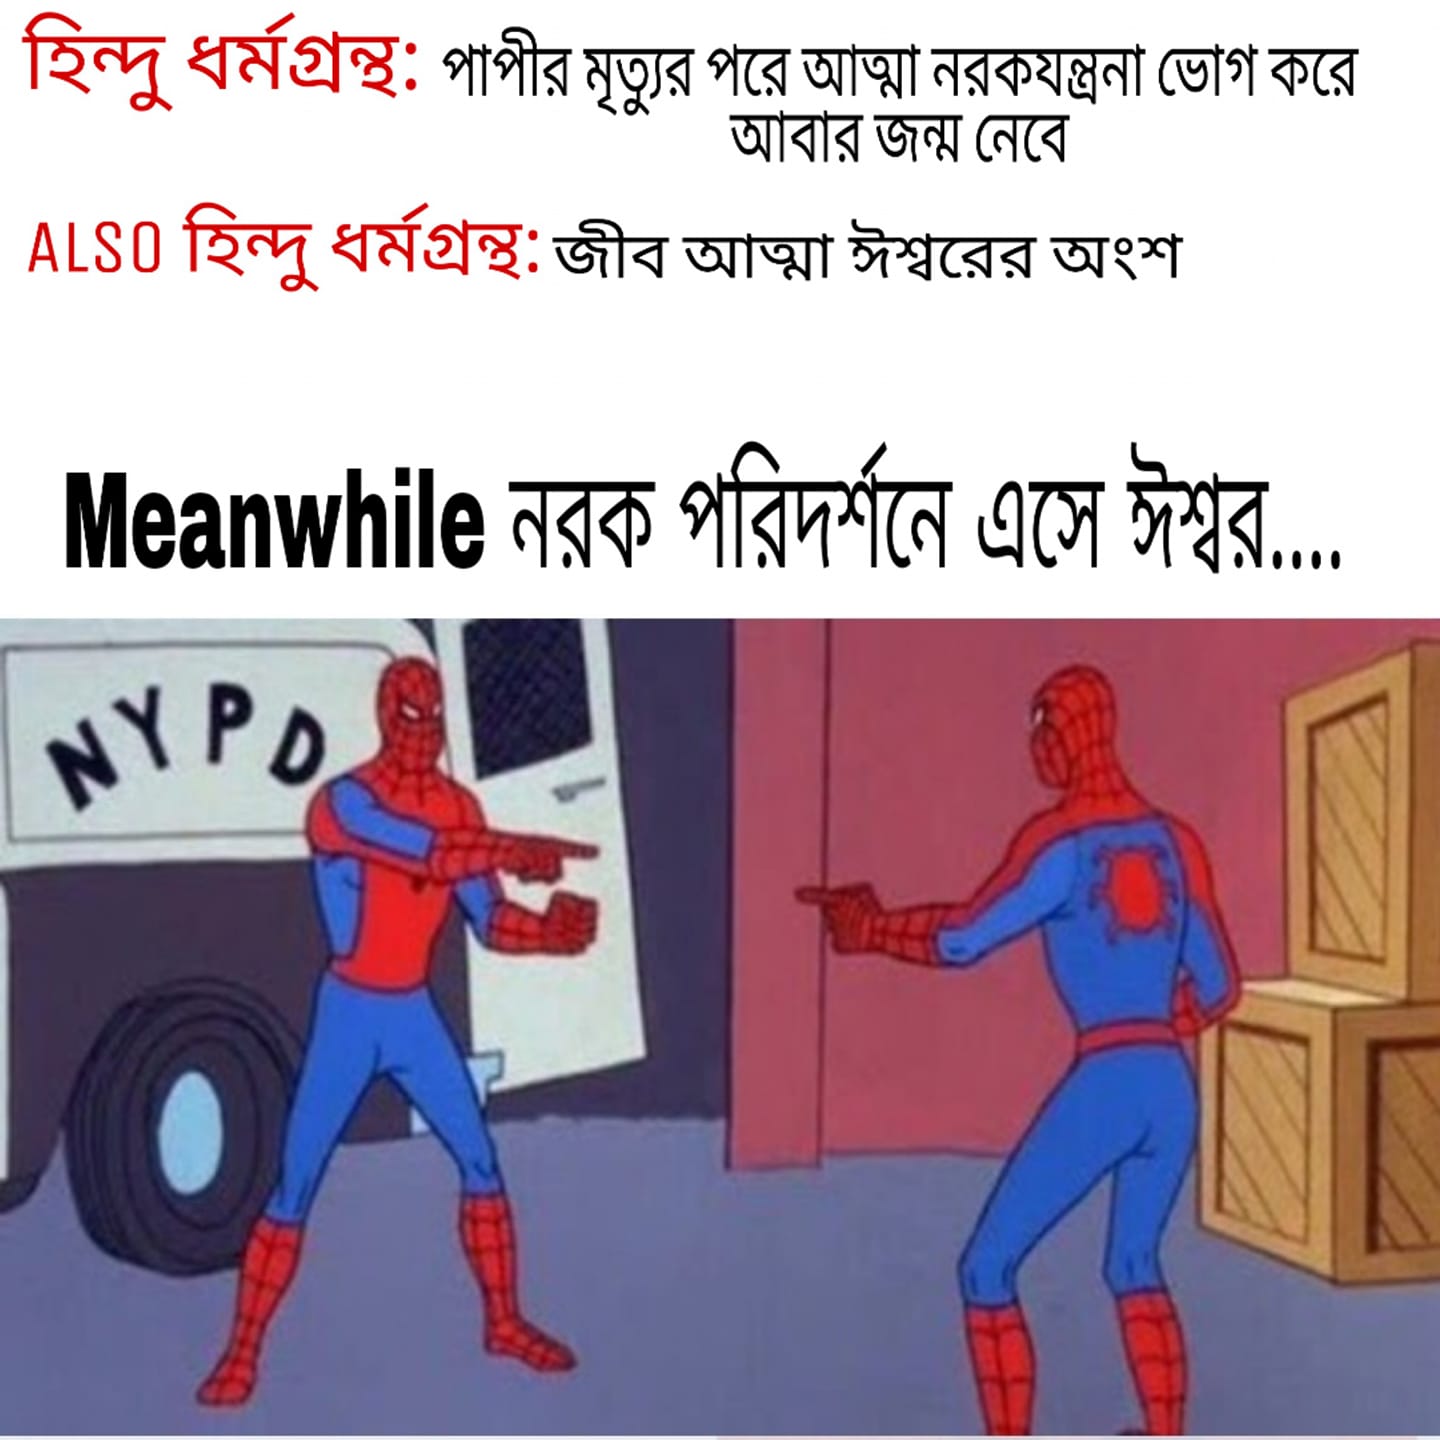 হিন্দু ধর্মগ্রন্থ: পাপীর মৃত্যুর পরে আত্মা নরকযন্ত্রনা ভোগ করে
আবার জন্ম নেবে
ALSO হিন্দু ধর্মগ্রন্থ: জীব আত্মা ঈশ্বরের অংশ
Meanwhile নরক পরিদর্শনে এসে ঈশ্বর....
NYPD